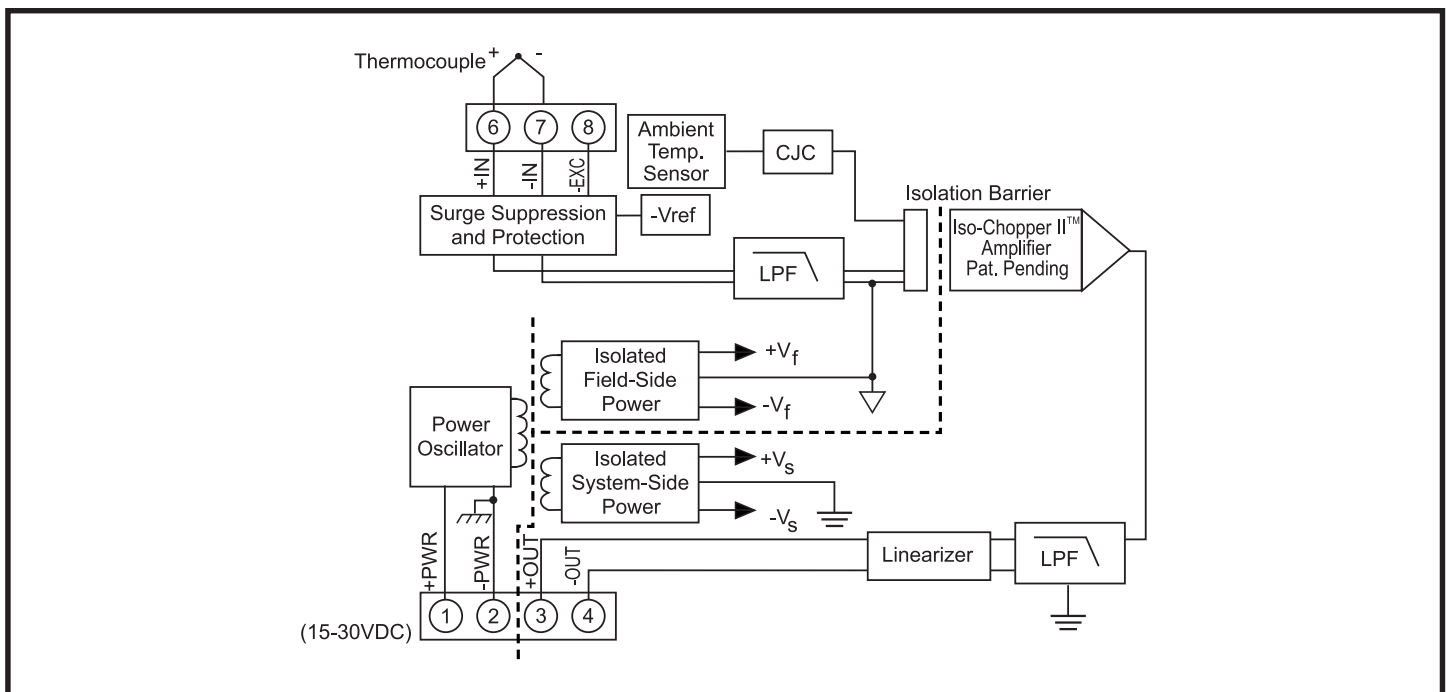 Thermocouple + -
6 7 8
+IN -IN -EXC
Ambient
Temp.
Sensor
CJC
Surge Suppression
and Protection
-Vref
LPF
Isolation Barrier
Iso-Chopper II™
Amplifier
Pat. Pending
Isolated
Field-Side
Power
+Vf
-Vf
Power
Oscillator
Isolated
System-Side
Power
+Vs
-Vs
Linearizer
LPF
+PWR -PWR +OUT -OUT
1 2 3 4
(15-30VDC)